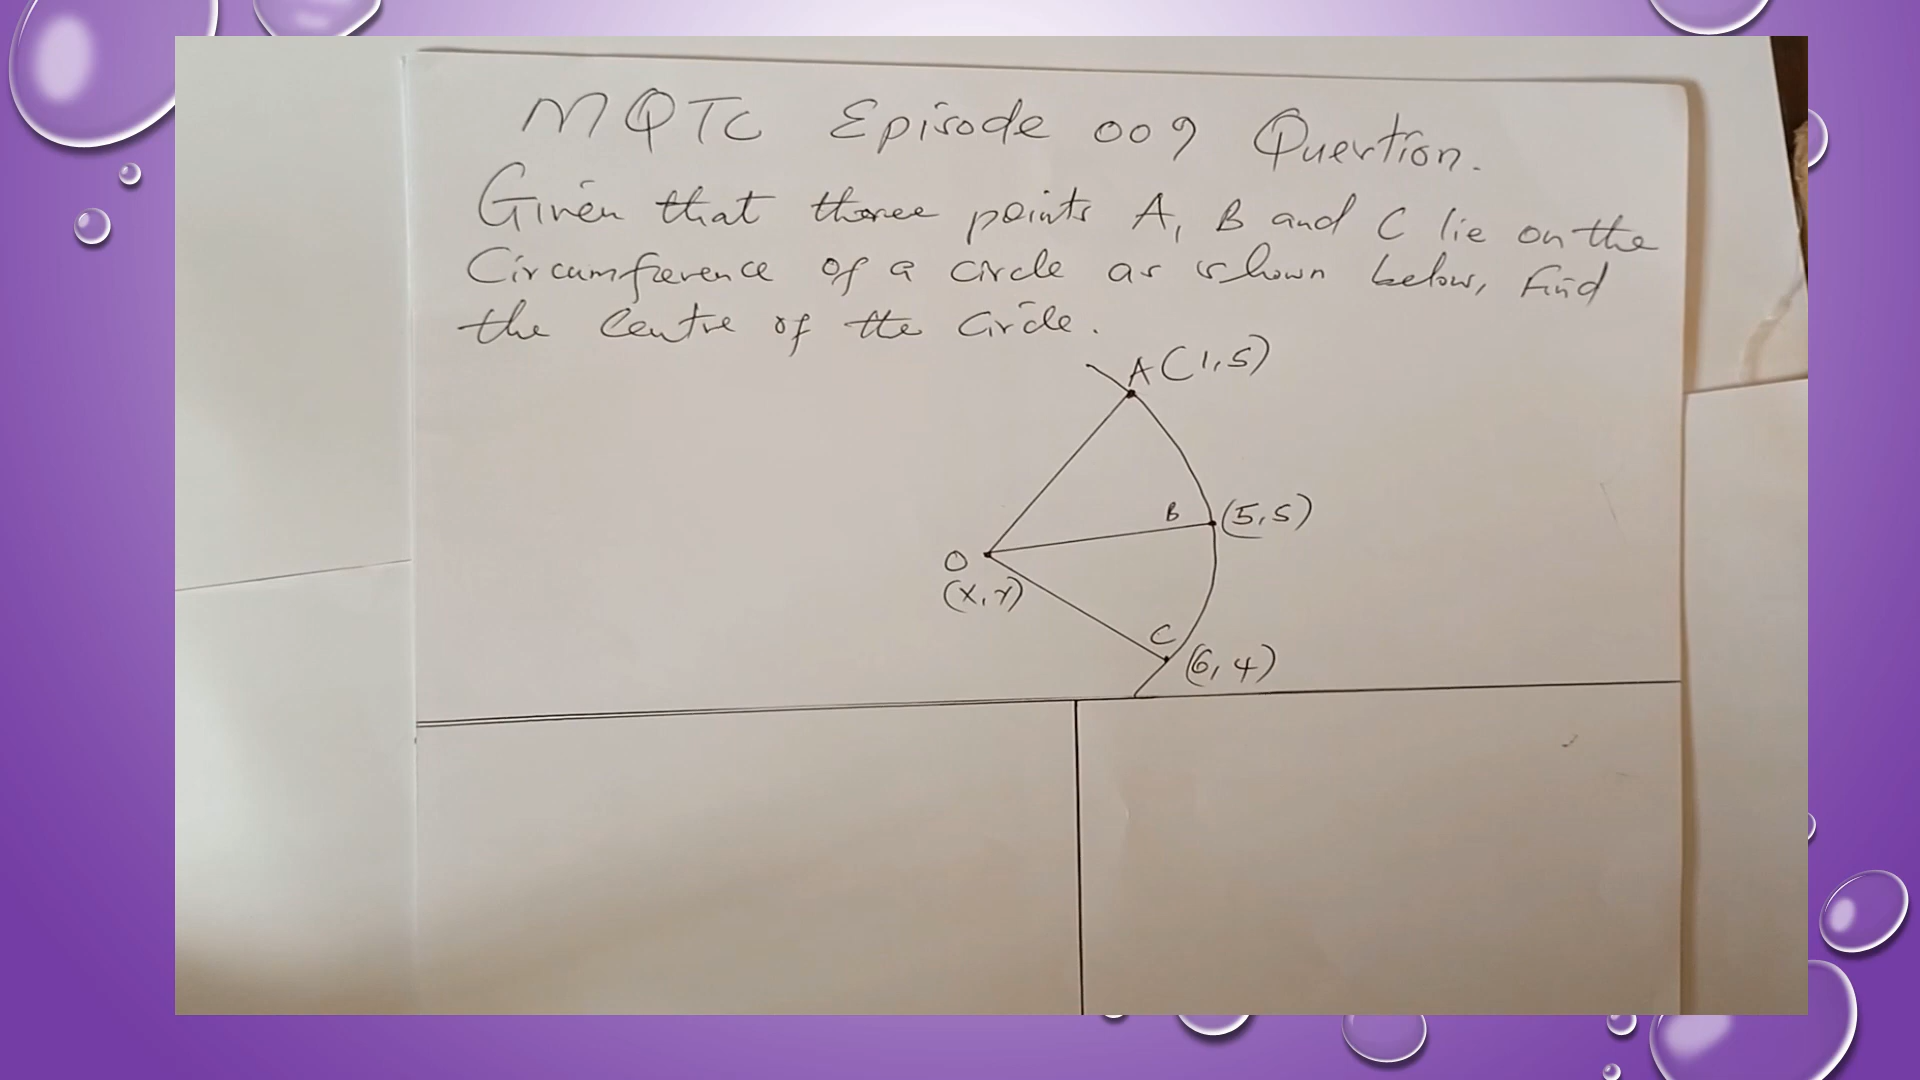 MQTC Episode 009 Question.
Given that three points A, B and C lie on the
Circumference of a circle as shown below, Find
the Centre of the Circle.
A (1,5)
B (5,5)
O
(x,y)
C
(6,4)